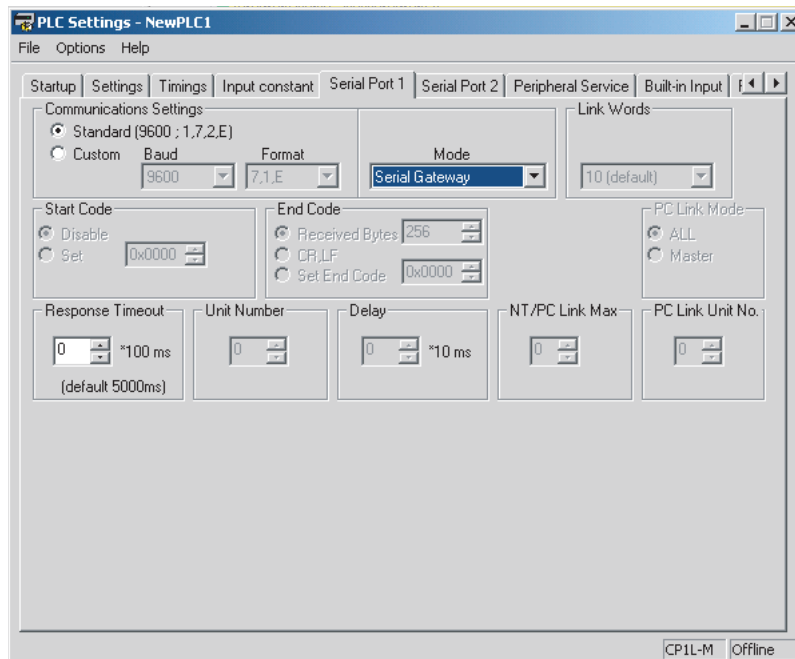 PLC Settings - NewPLC1
File Options Help
Startup Settings Timings Input constant Serial Port 1 Serial Port 2 Peripheral Service Built-in Input
Communications Settings
Link Words
Standard (9600 ; 1,7,2,E)
Custom Baud Format Mode
9600 7,1,E Serial Gateway 10 (default)
Start Code End Code PC Link Mode
Disable Received Bytes 256 ALL
Set 0x0000 CR,LF Master
Set End Code 0x0000
Response Timeout Unit Number Delay NT/PC Link Max PC Link Unit No.
0 *100 ms 0 0 *10 ms 0 0
(default 5000ms)
CP1L-M Offline